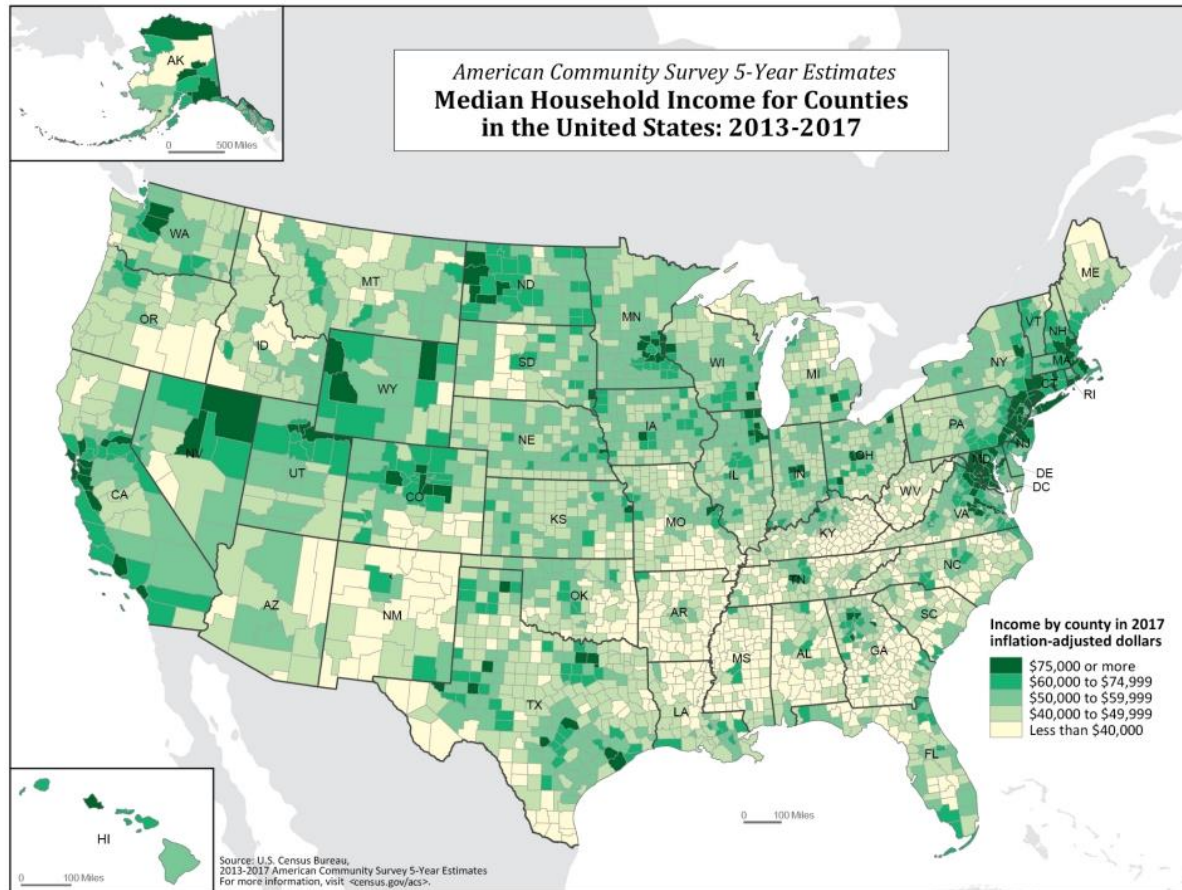 American Community Survey 5-Year Estimates
Median Household Income for Counties
in the United States: 2013-2017
AK
0 500 Miles
WA
MT
ND
MN
ME
OR
ID
WY
SD
WI
MI
NY
VT
NH
MA
CT
RI
NV
UT
CO
NE
IA
IL
IN
OH
PA
NJ
MD
DE
DC
CA
KS
MO
KY
WV
VA
AZ
NM
OK
AR
TN
NC
SC
TX
LA
MS
AL
GA
FL
Income by county in 2017
inflation-adjusted dollars
$75,000 or more
$60,000 to $74,999
$50,000 to $59,999
$40,000 to $49,999
Less than $40,000
HI
0 100 Miles
0 100 Miles
Source: U.S. Census Bureau,
2013-2017 American Community Survey 5-Year Estimates
For more information, visit <census.gov/acs>.